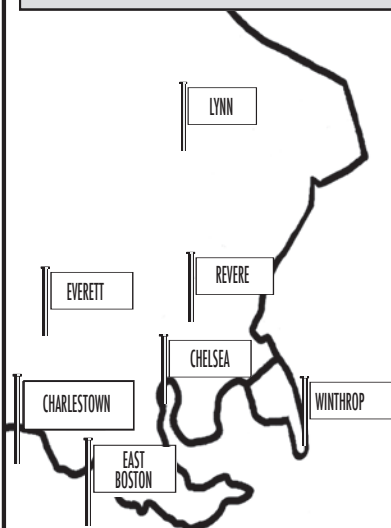 LYNN
REVERE
EVERETT
CHELSEA
CHARLESTOWN
WINTHROP
EAST
BOSTON